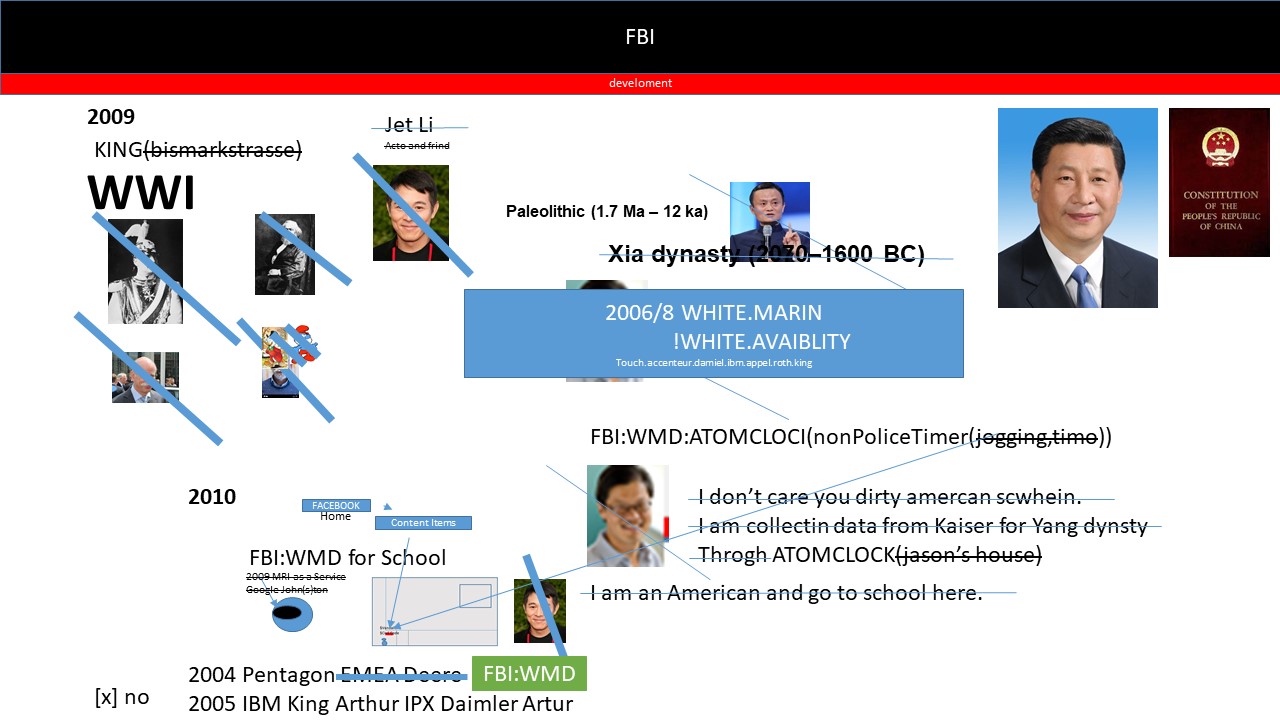 FBI
develoment
2009
KING(bismarkstrasse)
WWI
Jet Li
Acto and frind
Paleolithic (1.7 Ma – 12 ka)
Xia dynasty (2070–1600 BC)
CONSTITUTION
OF THE
PEOPLE'S REPUBLIC
OF CHINA
2006/8 WHITE.MARIN
!WHITE.AVAIBLITY
Touch.accenteur.damiel.ibm.appel.roth.king
FBI:WMD:ATOMCLOCI(nonPoliceTimer(jogging,timo))
I don't care you dirty amercan scwhein.
I am collectin data from Kaiser for Yang dynsty
Throgh ATOMCLOCK(jason's house)
I am an American and go to school here.
2010
FACEBOOK
Home
Content Items
FBI:WMD for School
2009 MRI as a Service
Google John(s)ton
2004 Pentagon EMEA Doore
FBI:WMD
2005 IBM King Arthur IPX Daimler Artur
[x] no